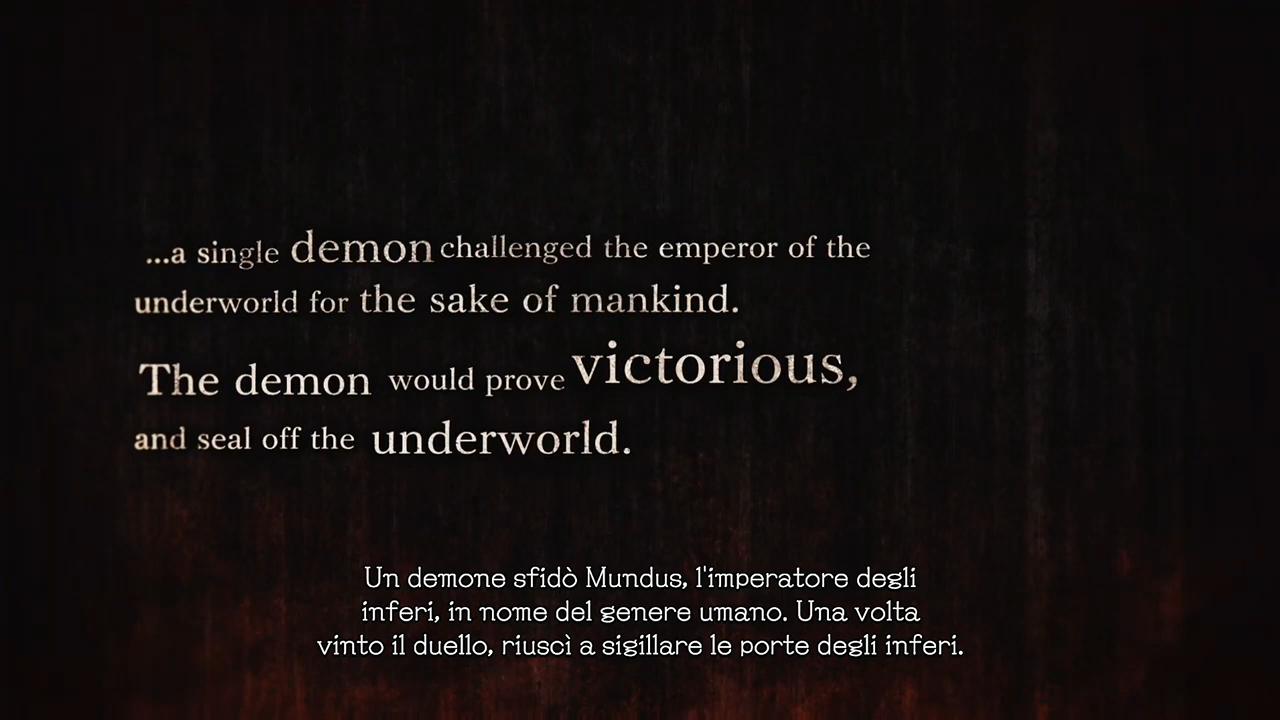 ...a single demon challenged the emperor of the
underworld for the sake of mankind.
The demon would prove victorious,
and seal off the underworld.
Un demone sfidò Mundus, l'imperatore degli
inferi, in nome del genere umano. Una volta
vinto il duello, riuscì a sigillare le porte degli inferi.